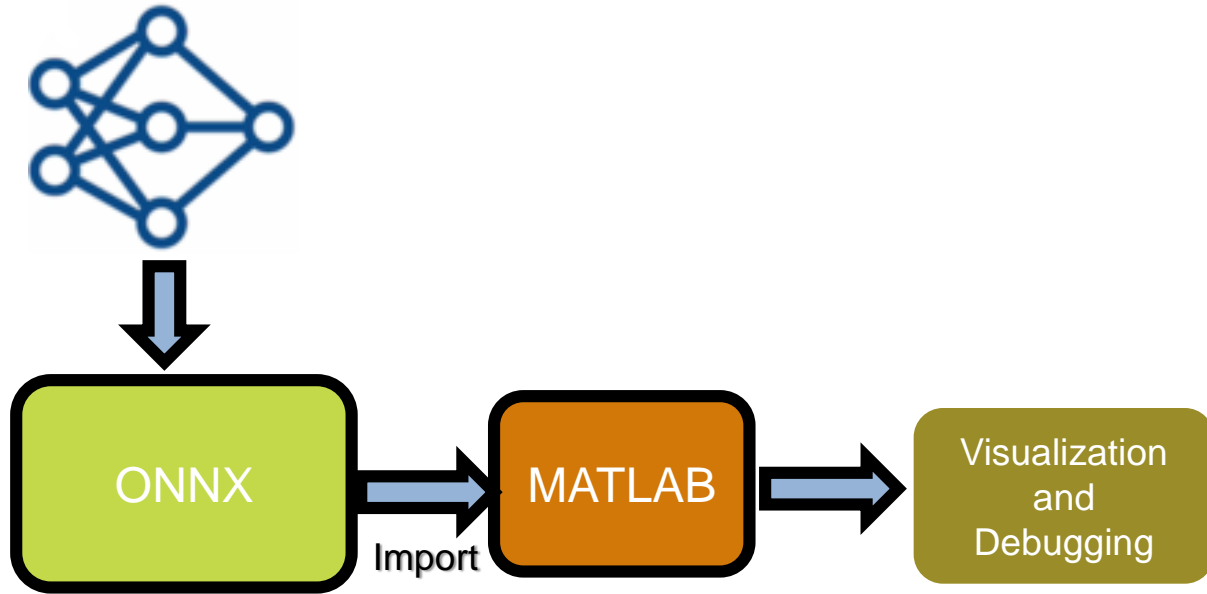 ONNX
Import
MATLAB
Visualization
and
Debugging